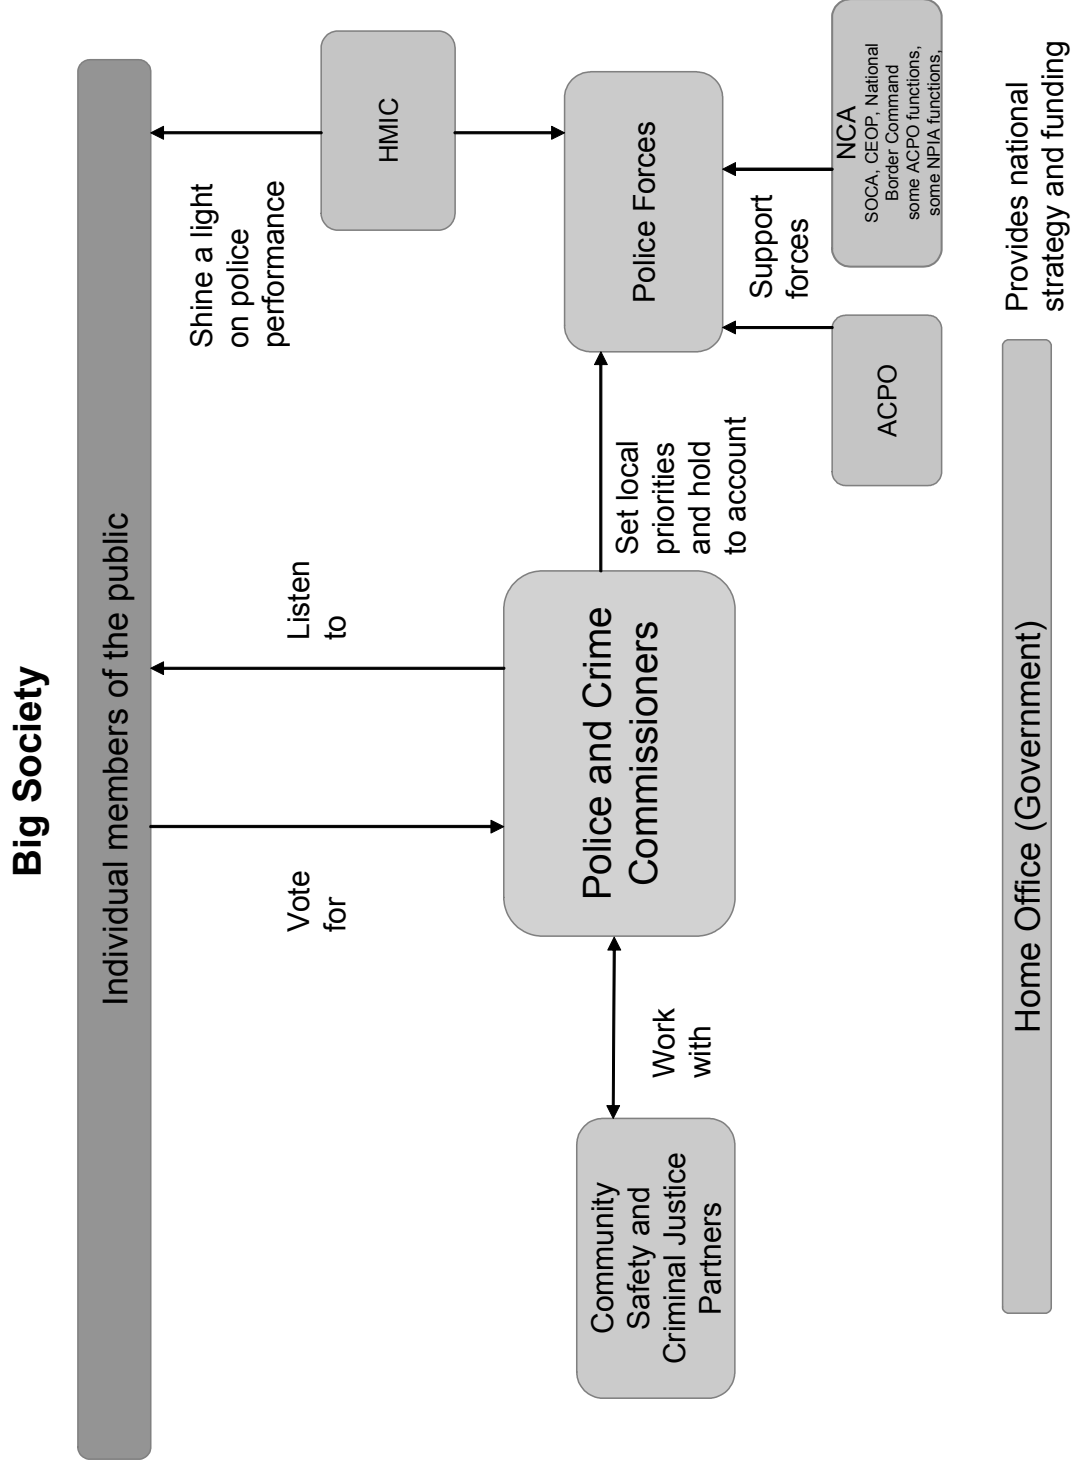 Big Society
Individual members of the public
Vote
for
Listen
to
Shine a light
on police
performance
HMIC
Community
Safety and
Criminal Justice
Partners
Work
with
Police and Crime
Commissioners
Set local
priorities
and hold
to account
Police Forces
Support
forces
ACPO
NCA
SOCA, CEOP, National
Border Command
some ACPO functions,
some NPIA functions,
Home Office (Government)
Provides national
strategy and funding